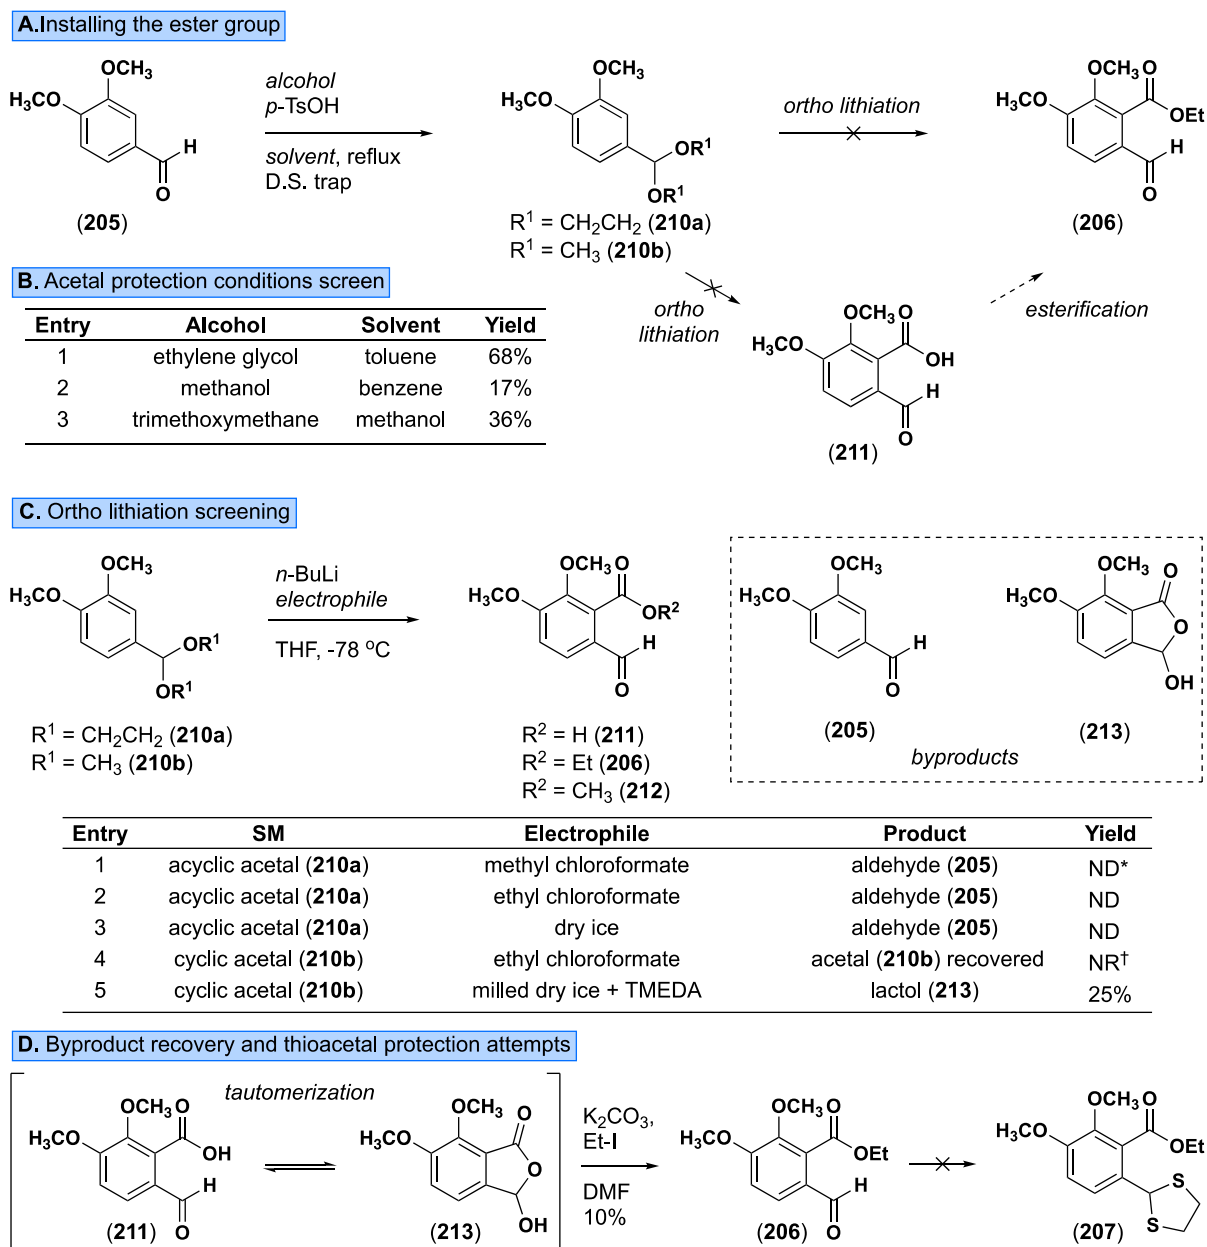 A.Installing the ester group
OCH₃
H₃CO
H
O
(205)
alcohol
p-TsOH
solvent, reflux
D.S. trap
OCH₃
H₃CO
OR¹
OR¹
R¹ = CH₂CH₂ (210a)
R¹ = CH₃ (210b)
ortho lithiation
OCH₃ O
H₃CO
OEt
H
O
(206)
ortho
lithiation
OCH₃ O
H₃CO
OH
H
O
(211)
esterification
B. Acetal protection conditions screen
Entry Alcohol Solvent Yield
1 ethylene glycol toluene 68%
2 methanol benzene 17%
3 trimethoxymethane methanol 36%
C. Ortho lithiation screening
OCH₃
H₃CO
OR¹
OR¹
R¹ = CH₂CH₂ (210a)
R¹ = CH₃ (210b)
n-BuLi
electrophile
THF, -78 ºC
OCH₃ O
H₃CO
OR²
H
O
R² = H (211)
R² = Et (206)
R² = CH₃ (212)
OCH₃
H₃CO
H
O
(205)
OCH₃ O
H₃CO
O
OH
(213)
byproducts
Entry SM Electrophile Product Yield
1 acyclic acetal (210a) methyl chloroformate aldehyde (205) ND*
2 acyclic acetal (210a) ethyl chloroformate aldehyde (205) ND
3 acyclic acetal (210a) dry ice aldehyde (205) ND
4 cyclic acetal (210b) ethyl chloroformate acetal (210b) recovered NR†
5 cyclic acetal (210b) milled dry ice + TMEDA lactol (213) 25%
D. Byproduct recovery and thioacetal protection attempts
OCH₃ O
H₃CO
OH
H
O
(211)
tautomerization
OCH₃ O
H₃CO
O
OH
(213)
K₂CO₃,
Et-I
DMF
10%
OCH₃ O
H₃CO
OEt
H
O
(206)
OCH₃ O
H₃CO
OEt
S
S
(207)